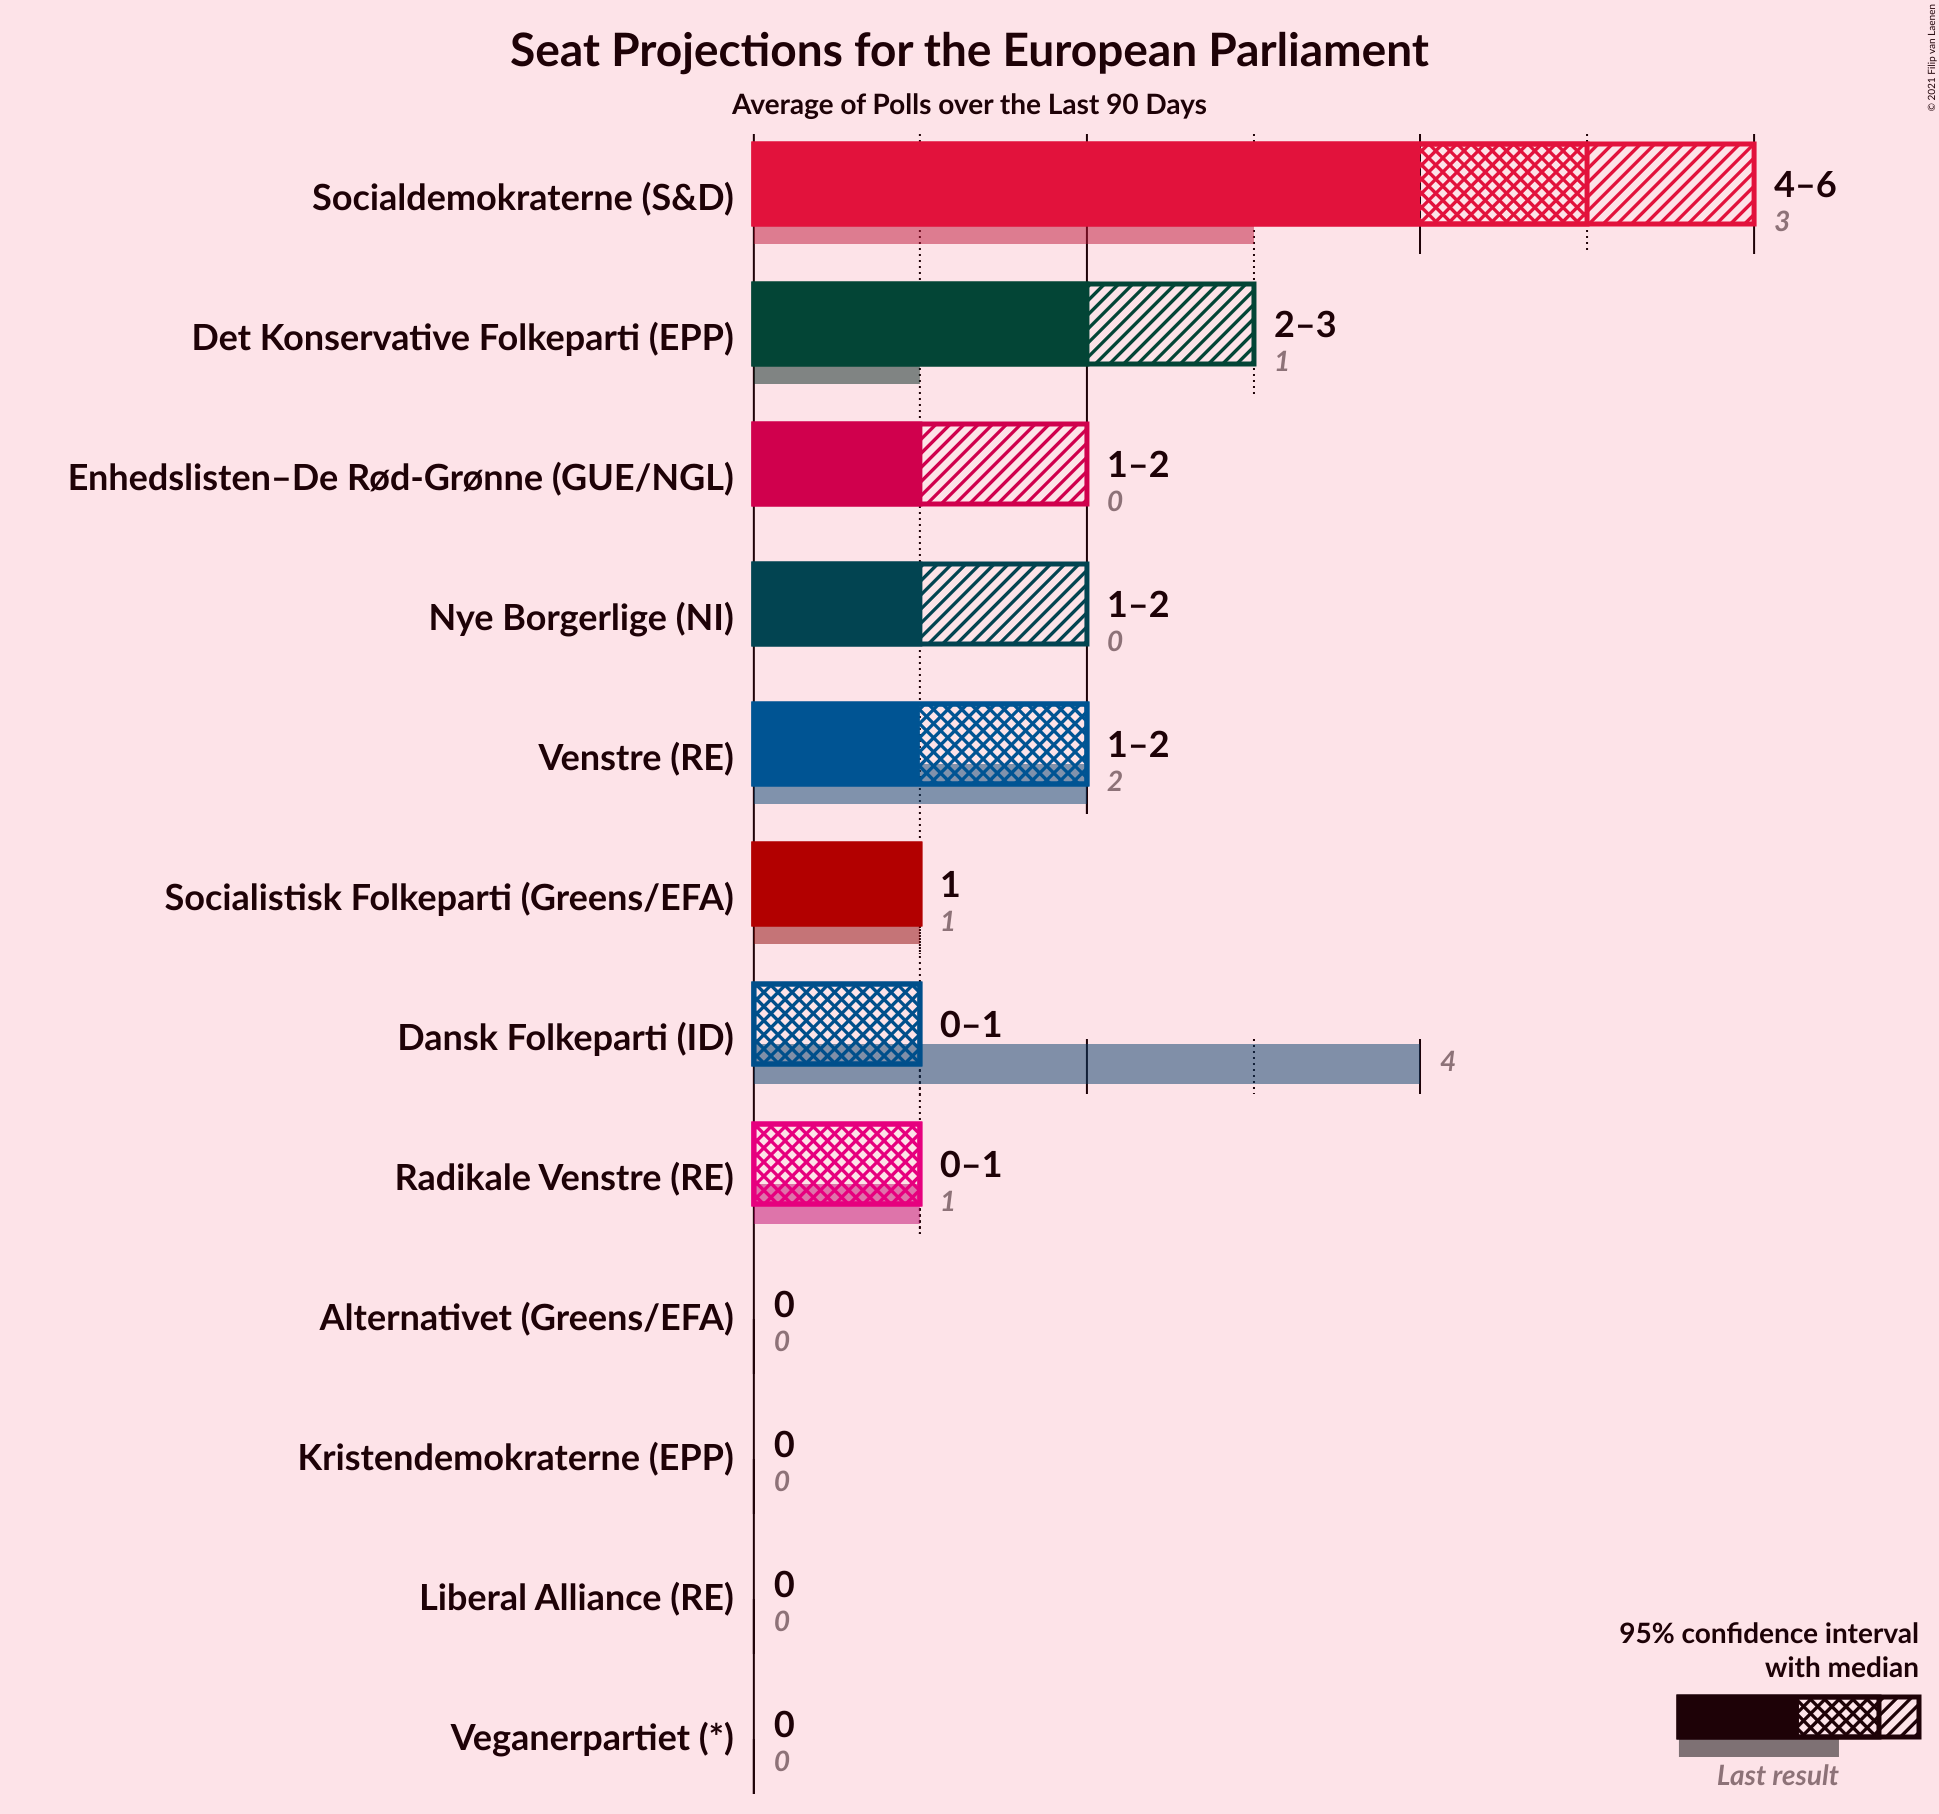 Seat Projections for the European Parliament
Average of Polls over the Last 90 Days
© 2021 Filip van Laenen
Socialdemokraterne (S&D)
4–6
3
Det Konservative Folkeparti (EPP)
2–3
1
Enhedslisten–De Rød-Grønne (GUE/NGL)
1–2
0
Nye Borgerlige (NI)
1–2
0
Venstre (RE)
1–2
2
Socialistisk Folkeparti (Greens/EFA)
1
1
Dansk Folkeparti (ID)
0–1
4
Radikale Venstre (RE)
0–1
1
Alternativet (Greens/EFA)
0
0
Kristendemokraterne (EPP)
0
0
Liberal Alliance (RE)
0
0
Veganerpartiet (*)
0
0
95% confidence interval
with median
Last result